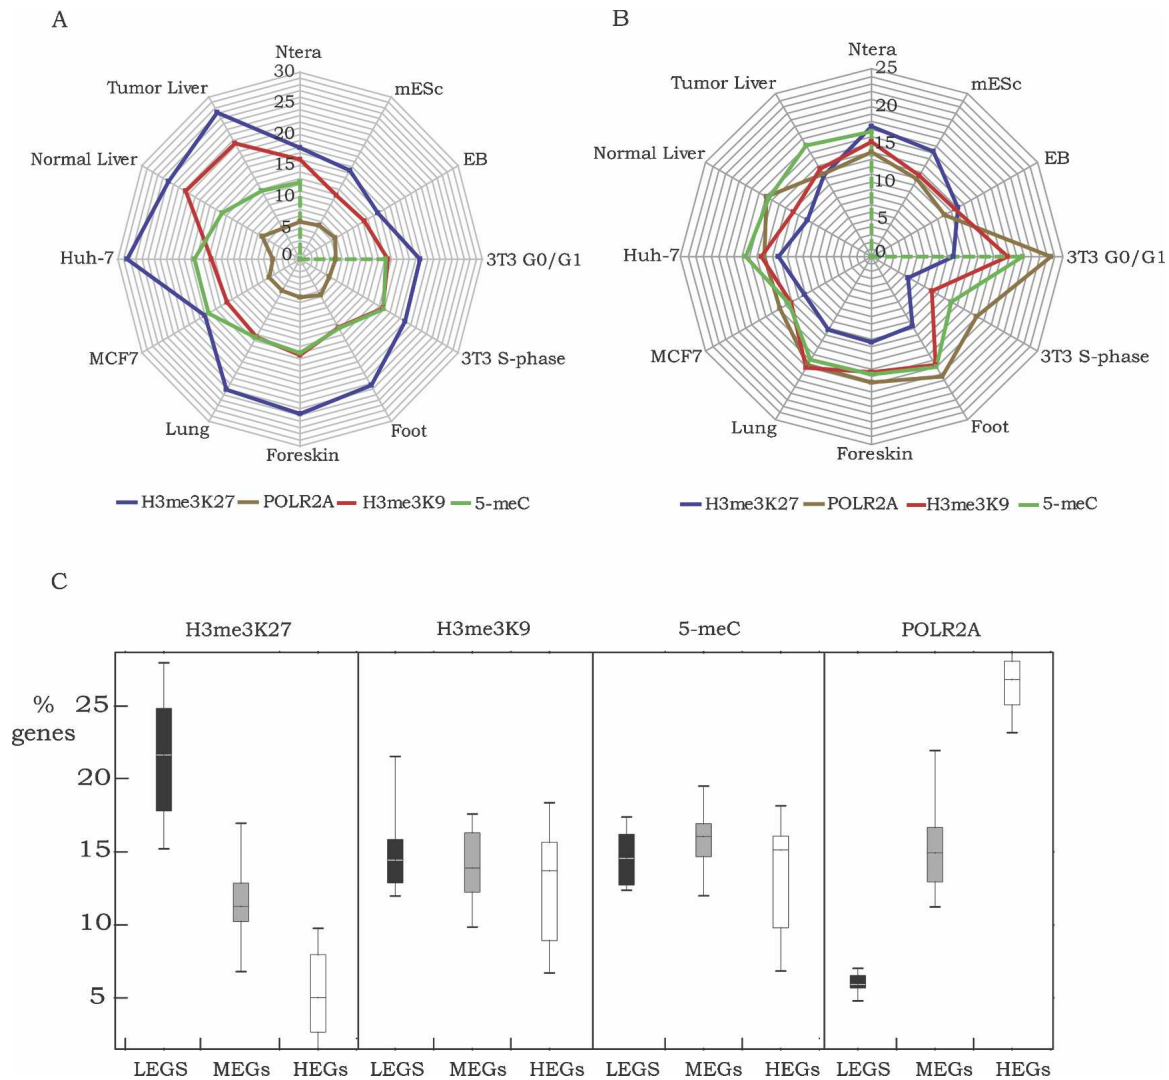 A
B
Ntera
Ntera
30
25
Tumor Liver
mESc
Tumor Liver
mESc
25
20
20
Normal Liver
EB
Normal Liver
EB
15
15
10
10
5
5
0
0
Huh-7
3T3 G0/G1
Huh-7
3T3 G0/G1
MCF7
3T3 S-phase
MCF7
3T3 S-phase
Lung
Foot
Lung
Foot
Foreskin
Foreskin
H3me3K27 POLR2A H3me3K9 5-meC
H3me3K27 POLR2A H3me3K9 5-meC
C
H3me3K27 H3me3K9 5-meC POLR2A
% genes
25
20
15
10
5
LEGS MEGs HEGs LEGS MEGs HEGs LEGS MEGs HEGs LEGS MEGs HEGs